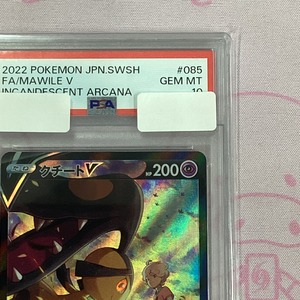 2022 POKEMON JPN.SWSH #085
FA/MAWILE V GEM MT
INCANDESCENT ARCANA 10
PSA
クチートV HP200